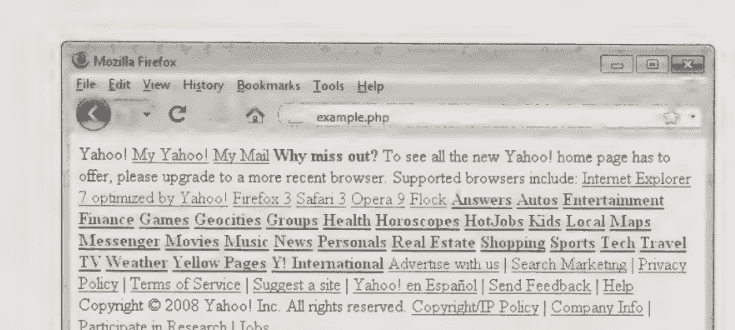 Mozilla Firefox
File Edit View History Bookmarks Tools Help
example.php
Yahoo! My Yahoo! My Mail Why miss out? To see all the new Yahoo! home page has to
offer, please upgrade to a more recent browser. Supported browsers include: Internet Explorer
7 optimized by Yahoo! Firefox 3 Safari 3 Opera 9 Flock Answers Autos Entertainment
Finance Games Geocities Groups Health Horoscopes HotJobs Kids Local Maps
Messenger Movies Music News Personals Real Estate Shopping Sports Tech Travel
TV Weather Yellow Pages Y! International Advertise with us | Search Marketing | Privacy
Policy | Terms of Service | Suggest a site | Yahoo! en Español | Send Feedback | Help
Copyright © 2008 Yahoo! Inc. All rights reserved. Copyright/IP Policy | Company Info |
Participate in Research | Jobs